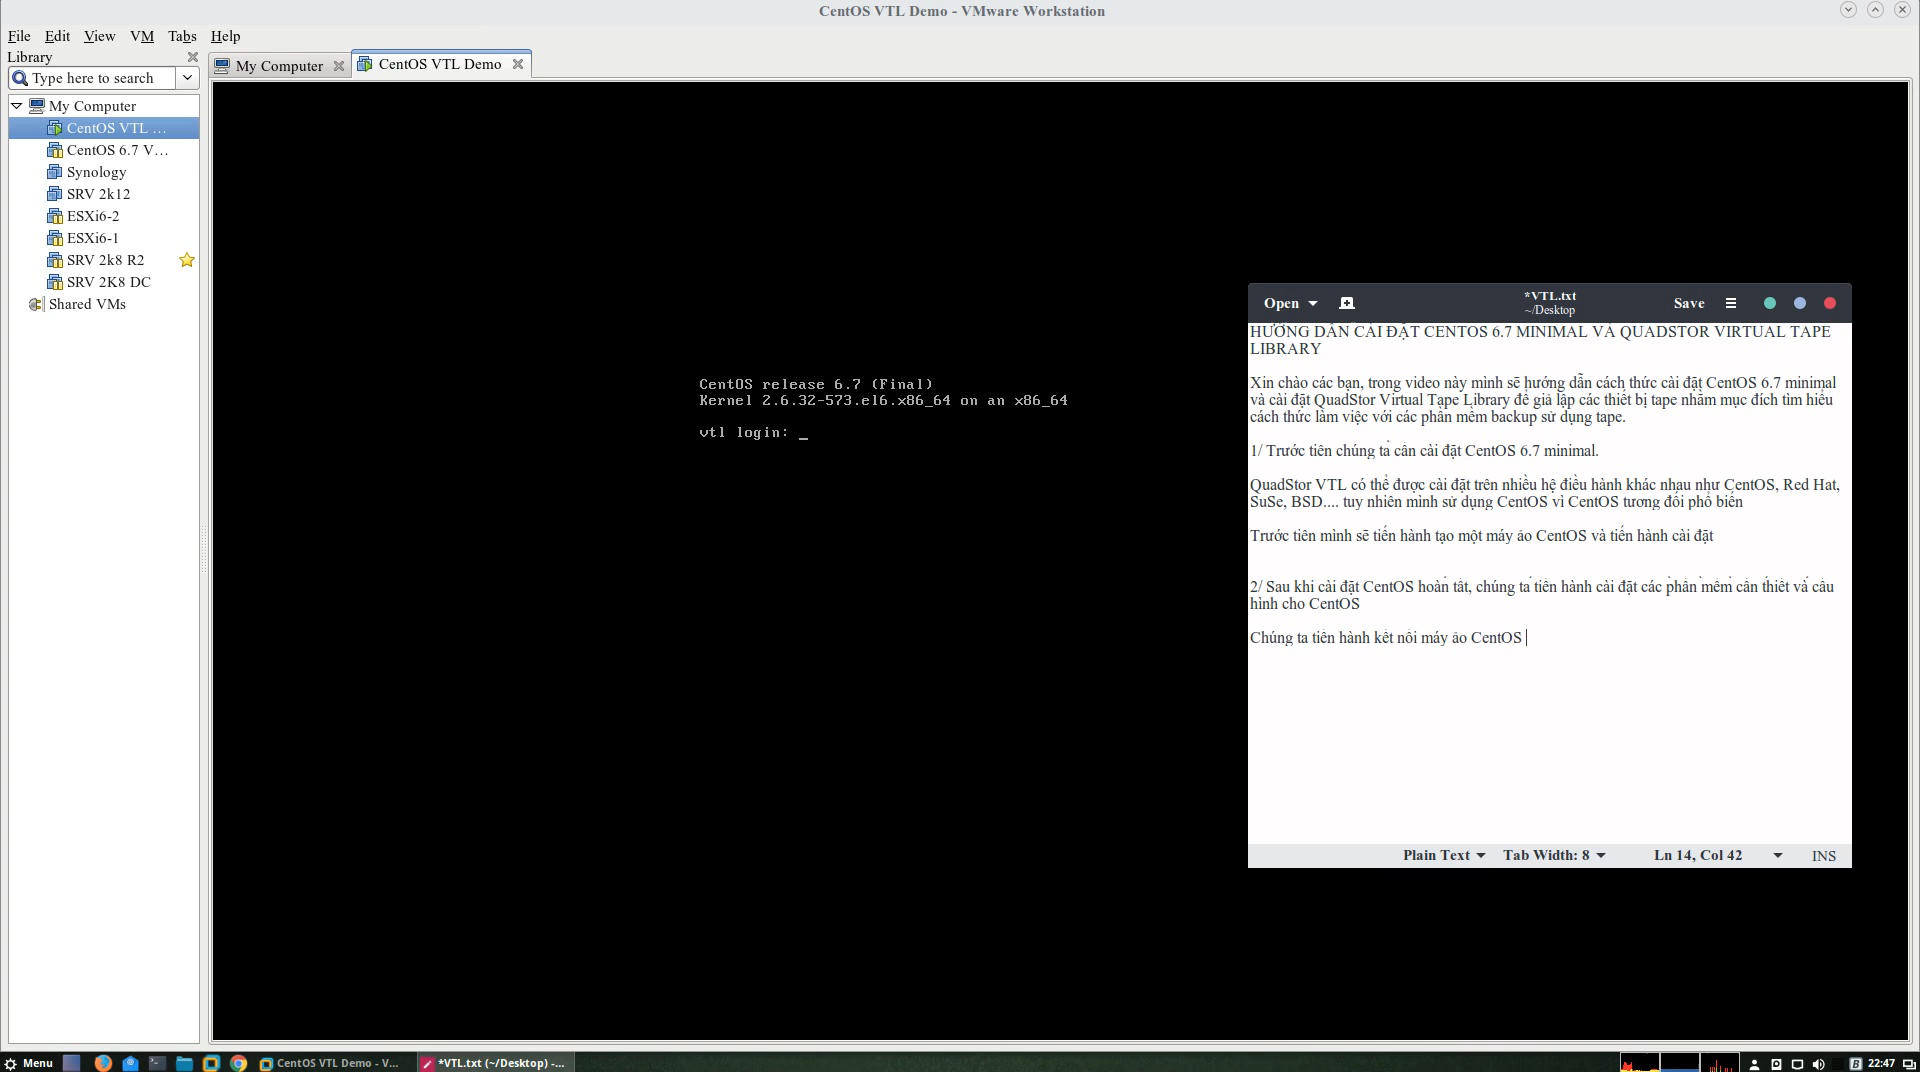 CentOS VTL Demo - VMware Workstation
File Edit View VM Tabs Help
Library
Type here to search
My Computer
CentOS VTL ...
CentOS 6.7 V...
Synology
SRV 2k12
ESXi6-2
ESXi6-1
SRV 2k8 R2
SRV 2K8 DC
Shared VMs
My Computer
CentOS VTL Demo
CentOS release 6.7 (Final)
Kernel 2.6.32-573.el6.x86_64 on an x86_64
vtl login: _
Open
*VTL.txt
~/Desktop
Save
HƯỚNG DẪN CÀI ĐẶT CENTOS 6.7 MINIMAL VÀ QUADSTOR VIRTUAL TAPE
LIBRARY
Xin chào các bạn, trong video này mình sẽ hướng dẫn cách thức cài đặt CentOS 6.7 minimal
và cài đặt QuadStor Virtual Tape Library để giả lập các thiết bị tape nhằm mục đích tìm hiểu
cách thức làm việc với các phần mềm backup sử dụng tape.
1/ Trước tiên chúng ta cần cài đặt CentOS 6.7 minimal.
QuadStor VTL có thể được cài đặt trên nhiều hệ điều hành khác nhau như CentOS, Red Hat,
SuSe, BSD.... tuy nhiên mình sử dụng CentOS vì CentOS tương đối phổ biến
Trước tiên mình sẽ tiến hành tạo một máy ảo CentOS và tiến hành cài đặt
2/ Sau khi cài đặt CentOS hoàn tất, chúng ta tiến hành cài đặt các phần mềm cần thiết và cấu
hình cho CentOS
Chúng ta tiến hành kết nối máy ảo CentOS
Plain Text Tab Width: 8 Ln 14, Col 42 INS
Menu CentOS VTL Demo - V... *VTL.txt (~/Desktop) -... B 22:47